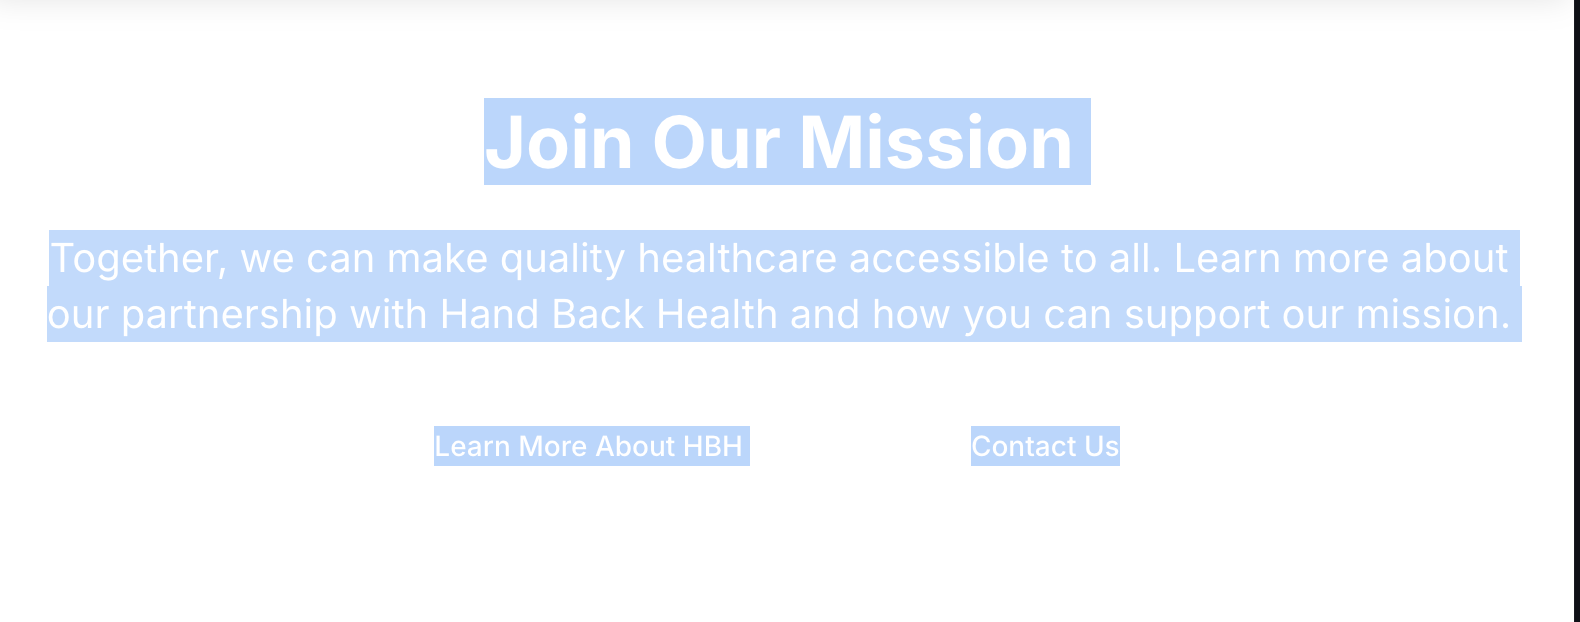 Join Our Mission
Together, we can make quality healthcare accessible to all. Learn more about
our partnership with Hand Back Health and how you can support our mission.
Learn More About HBH
Contact Us